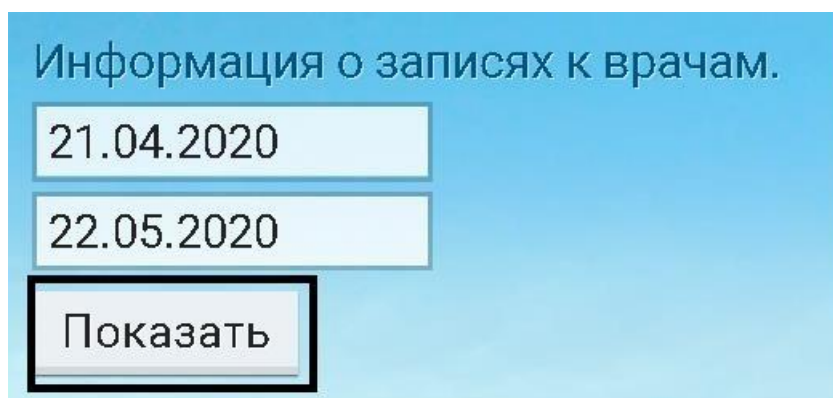 Информация о записях к врачам.
21.04.2020
22.05.2020
Показать